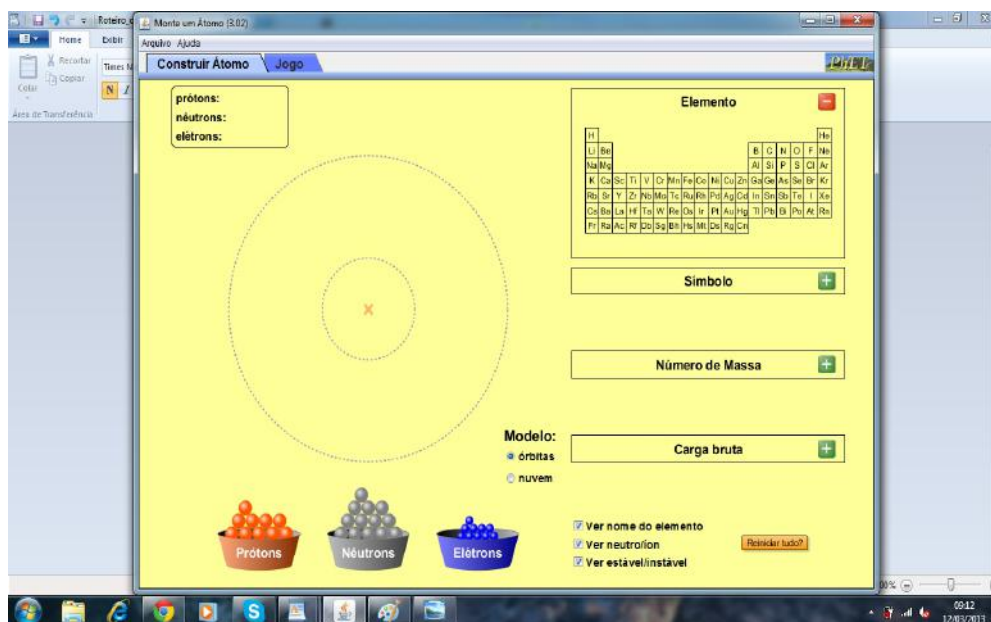 Roteiro_
Monte um Átomo (3.02)
Home Exibir
Arquivo Ajuda
Recortar
Copiar
Colar
Times N
N I
Área de Transferência
Construir Átomo Jogo
PhET
prótons:
nêutrons:
elétrons:
Elemento
H He
Li Be B C N O F Ne
Na Mg Al Si P S Cl Ar
K Ca Sc Ti V Cr Mn Fe Co Ni Cu Zn Ga Ge As Se Br Kr
Rb Sr Y Zr Nb Mo Tc Ru Rh Pd Ag Cd In Sn Sb Te I Xe
Cs Ba La Hf Ta W Re Os Ir Pt Au Hg Tl Pb Bi Po At Rn
Fr Ra Ac Rf Db Sg Bh Hs Mt Ds Rg Cn
Símbolo
X
Número de Massa
Modelo:
órbitas
nuvem
Carga bruta
Prótons
Nêutrons
Elétrons
Ver nome do elemento
Ver neutro/íon
Ver estável/instável
Reiniciar tudo?
00%
09:12
12/03/2013